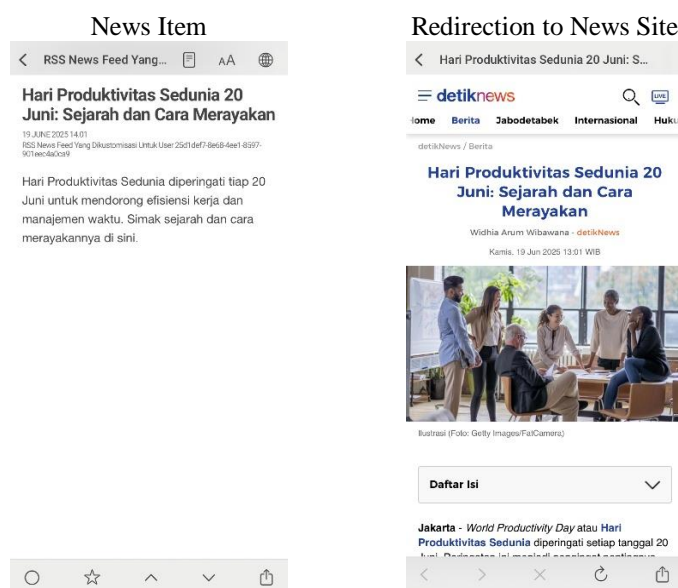 News Item
RSS News Feed Yang...
AA
Hari Produktivitas Sedunia 20
Juni: Sejarah dan Cara Merayakan
19 JUNE 2025 14.01
RSS News Feed Yang Dikustomisasi Untuk User 25d1def7-8e68-4ee1-8597-
901eec4a0ca9
Hari Produktivitas Sedunia diperingati tiap 20
Juni untuk mendorong efisiensi kerja dan
manajemen waktu. Simak sejarah dan cara
merayakannya di sini.
Redirection to News Site
Hari Produktivitas Sedunia 20 Juni: S...
detiknews
LIVE
Home Berita Jabodetabek Internasional Huku
detikNews / Berita
Hari Produktivitas Sedunia 20
Juni: Sejarah dan Cara
Merayakan
Widhia Arum Wibawana - detikNews
Kamis, 19 Jun 2025 13:01 WIB
Ilustrasi (Foto: Getty Images/FatCamera)
Daftar Isi
Jakarta - World Productivity Day atau Hari
Produktivitas Sedunia diperingati setiap tanggal 20